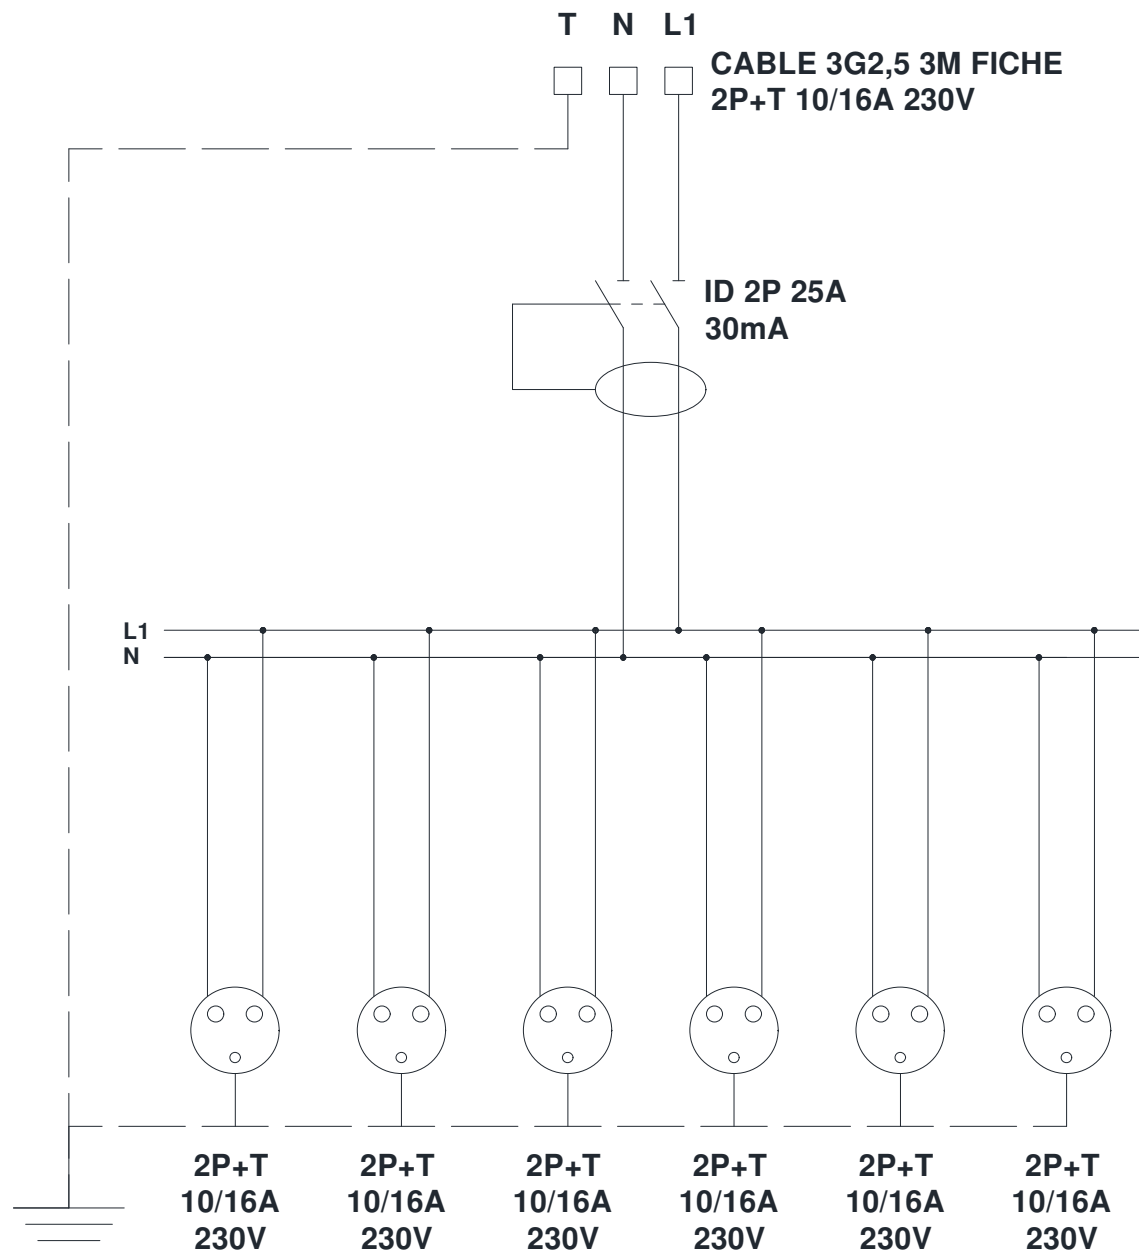 T N L1
CABLE 3G2,5 3M FICHE
2P+T 10/16A 230V
ID 2P 25A
30mA
L1
N
2P+T 2P+T 2P+T 2P+T 2P+T 2P+T
10/16A 10/16A 10/16A 10/16A 10/16A 10/16A
230V 230V 230V 230V 230V 230V